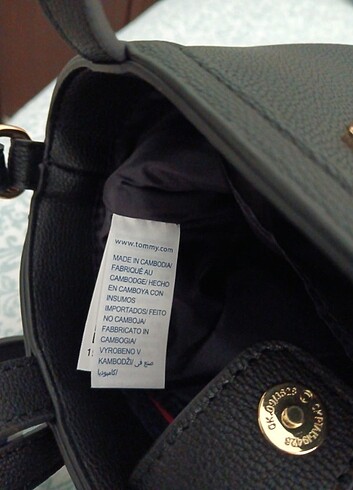 www.tommy.com
MADE IN CAMBODIA/
FABRIQUÉ AU
CAMBODGE/ HECHO
EN CAMBOYA CON
INSUMOS
IMPORTADOS/ FEITO
NO CAMBOJA/
FABBRICATO IN
CAMBOGIA/
VYROBENO V/
KAMBODŽI/ صنع في
كامبوديا/